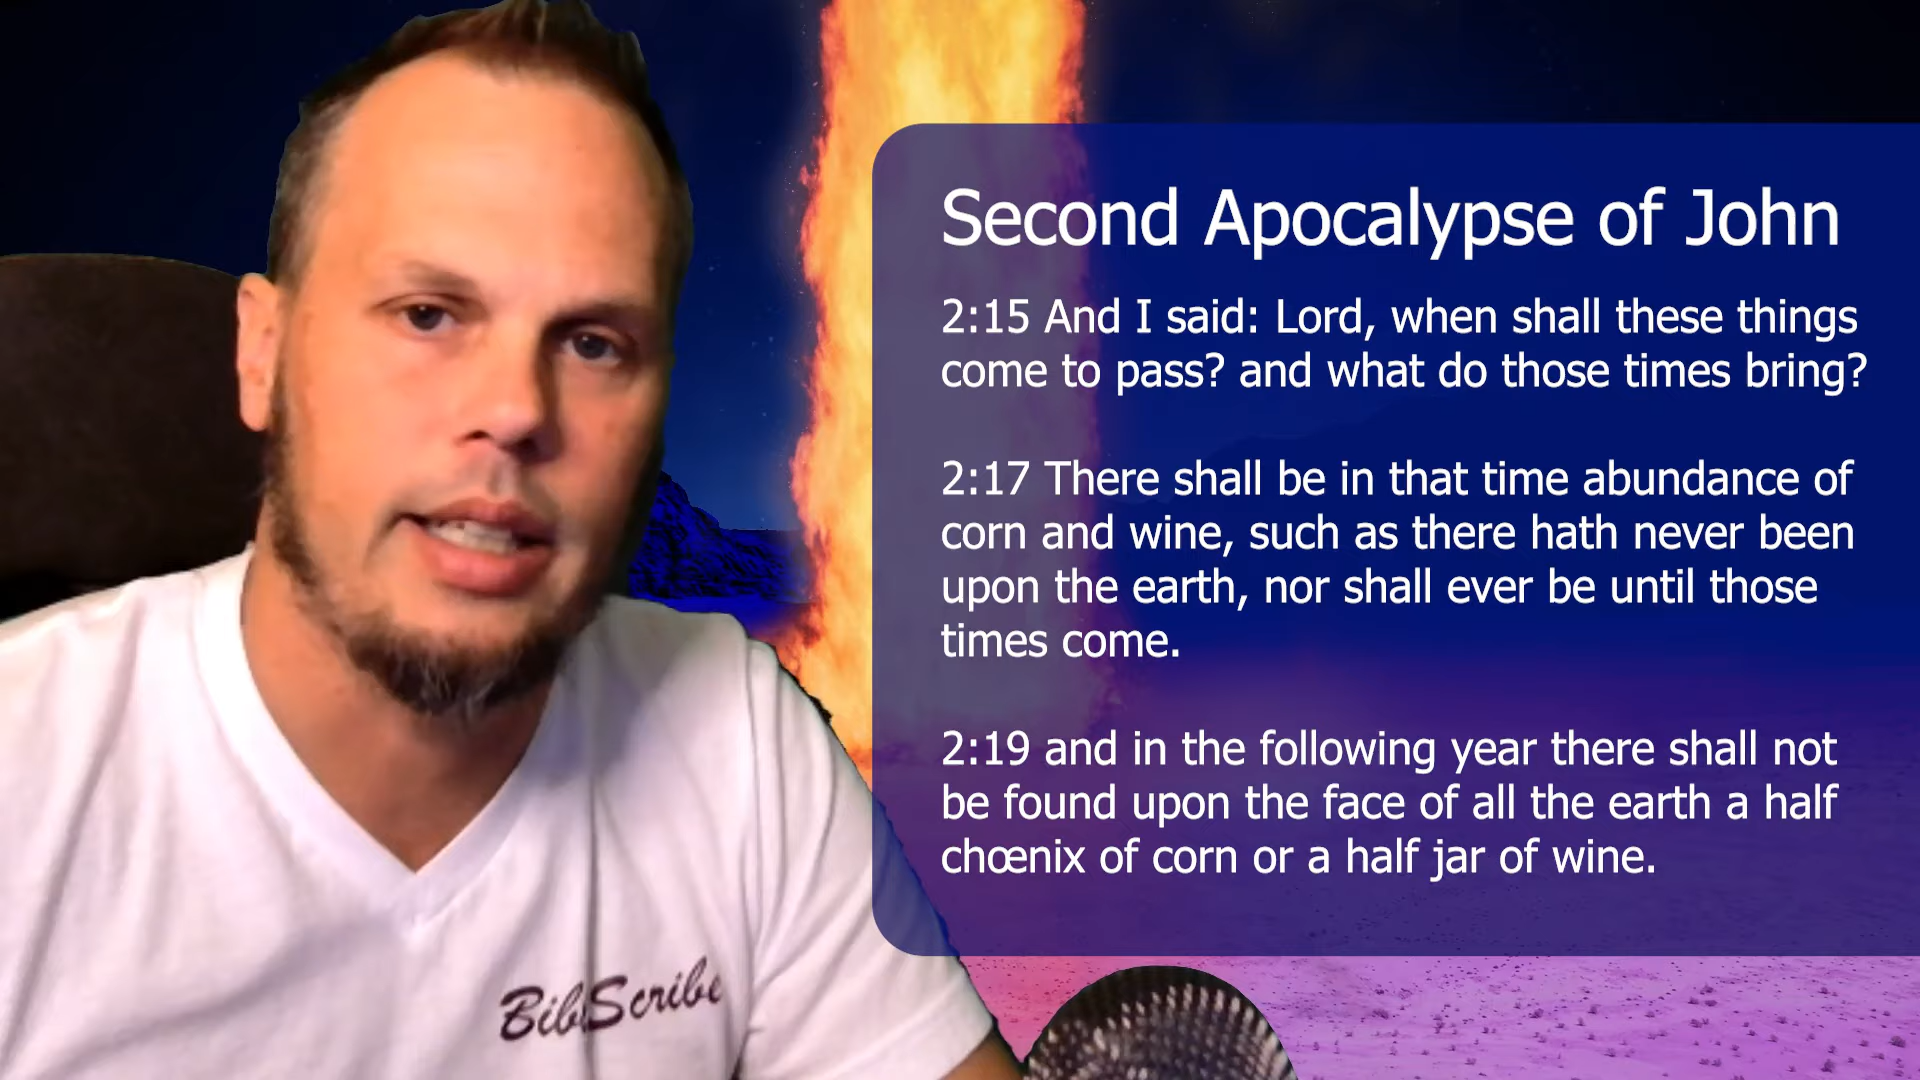 Second Apocalypse of John
2:15 And I said: Lord, when shall these things
come to pass? and what do those times bring?
2:17 There shall be in that time abundance of
corn and wine, such as there hath never been
upon the earth, nor shall ever be until those
times come.
2:19 and in the following year there shall not
be found upon the face of all the earth a half
chœnix of corn or a half jar of wine.
BibScribe